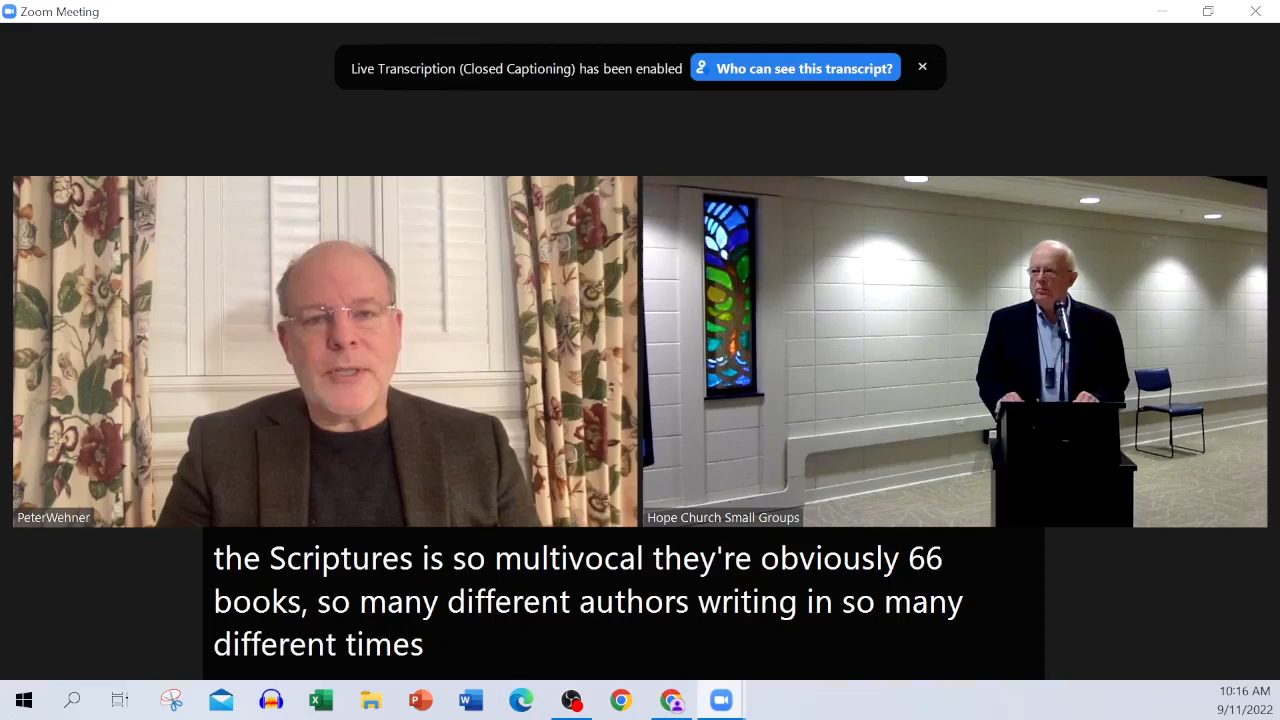 Zoom Meeting
Live Transcription (Closed Captioning) has been enabled
Who can see this transcript?
PeterWehner
Hope Church Small Groups
the Scriptures is so multivocal they're obviously 66
books, so many different authors writing in so many
different times
10:16 AM
9/11/2022